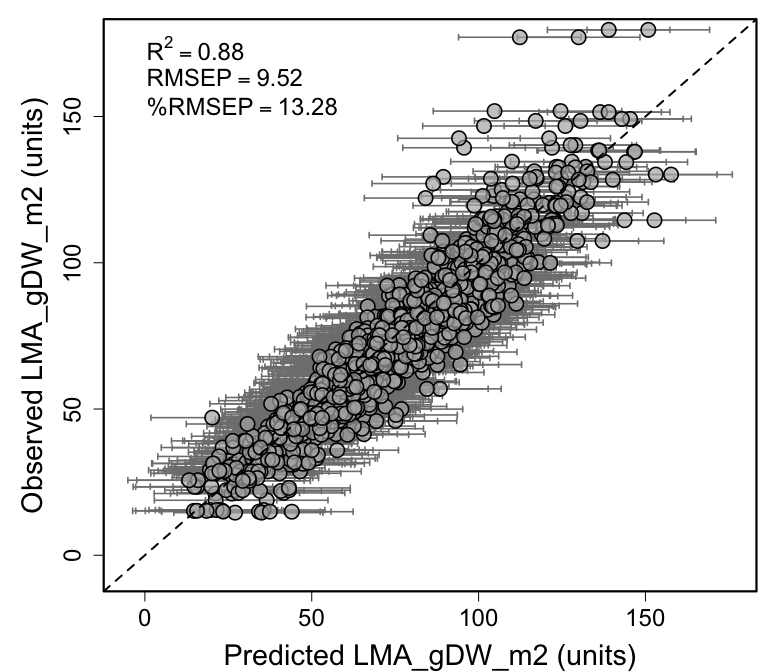 R² = 0.88
RMSEP = 9.52
%RMSEP = 13.28
Observed LMA_gDW_m2 (units)
150
100
50
0
0 50 100 150
Predicted LMA_gDW_m2 (units)